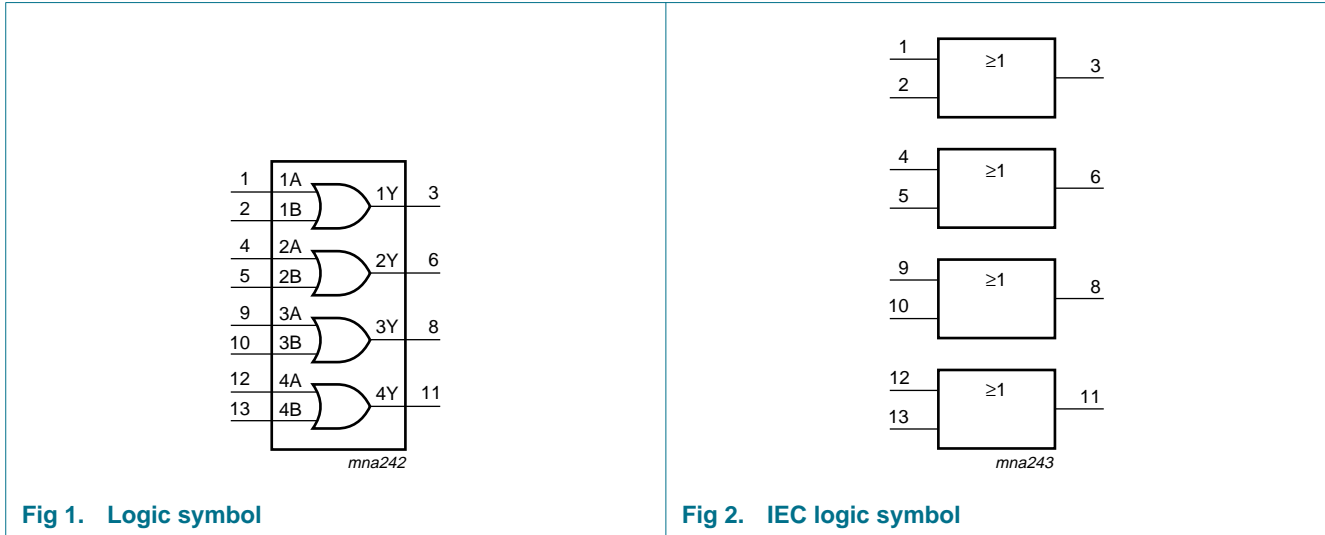 1 1A 1Y 3
2 1B
4 2A 2Y 6
5 2B
9 3A 3Y 8
10 3B
12 4A 4Y 11
13 4B
mna242
Fig 1. Logic symbol
1 ≥1 3
2
4 ≥1 6
5
9 ≥1 8
10
12 ≥1 11
13
mna243
Fig 2. IEC logic symbol